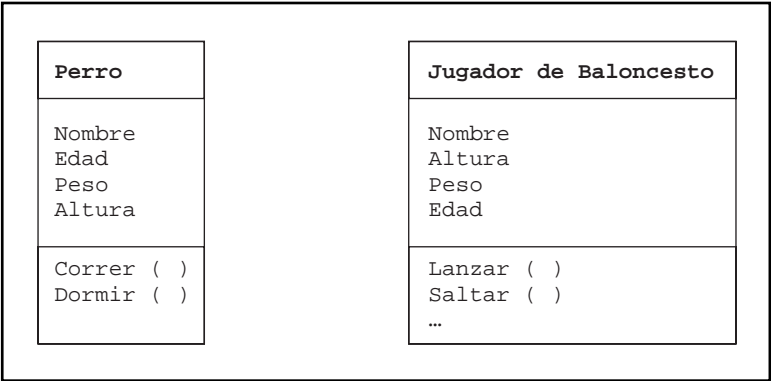 Perro
Nombre
Edad
Peso
Altura
Correr ( )
Dormir ( )
Jugador de Baloncesto
Nombre
Altura
Peso
Edad
Lanzar ( )
Saltar ( )
…